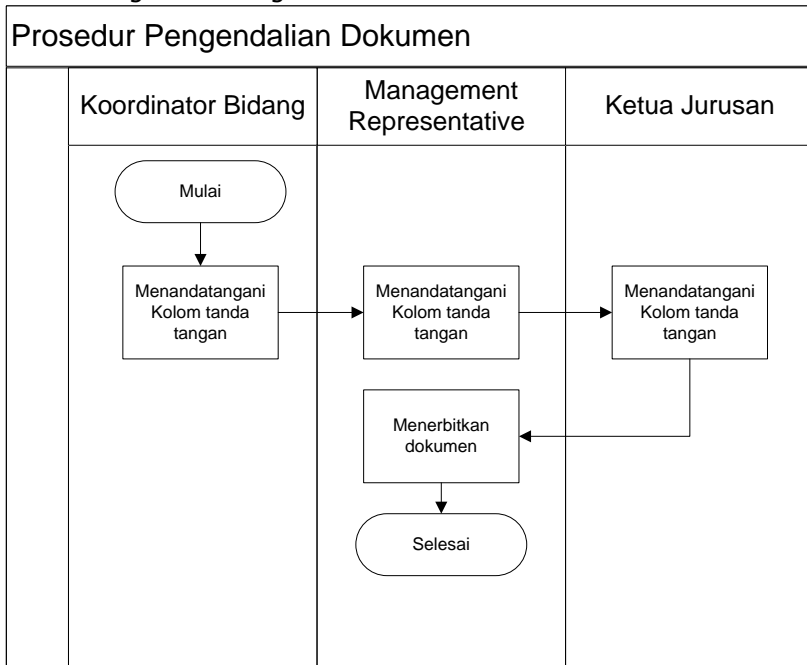 Prosedur Pengendalian Dokumen
Koordinator Bidang
Management
Representative
Ketua Jurusan
Mulai
Menandatangani
Kolom tanda
tangan
Menandatangani
Kolom tanda
tangan
Menandatangani
Kolom tanda
tangan
Menerbitkan
dokumen
Selesai